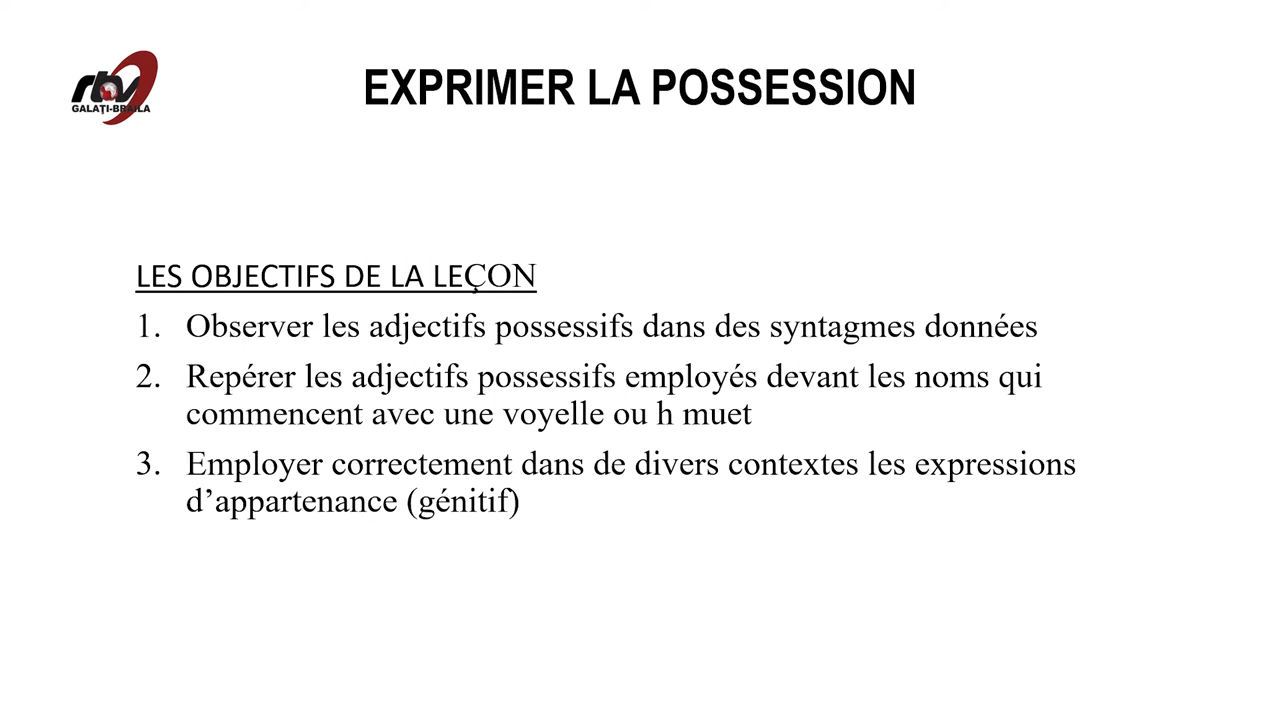 rtv
GALAȚI-BRĂILA
EXPRIMER LA POSSESSION
LES OBJECTIFS DE LA LEÇON
1. Observer les adjectifs possessifs dans des syntagmes données
2. Repérer les adjectifs possessifs employés devant les noms qui
commencent avec une voyelle ou h muet
3. Employer correctement dans de divers contextes les expressions
d’appartenance (génitif)